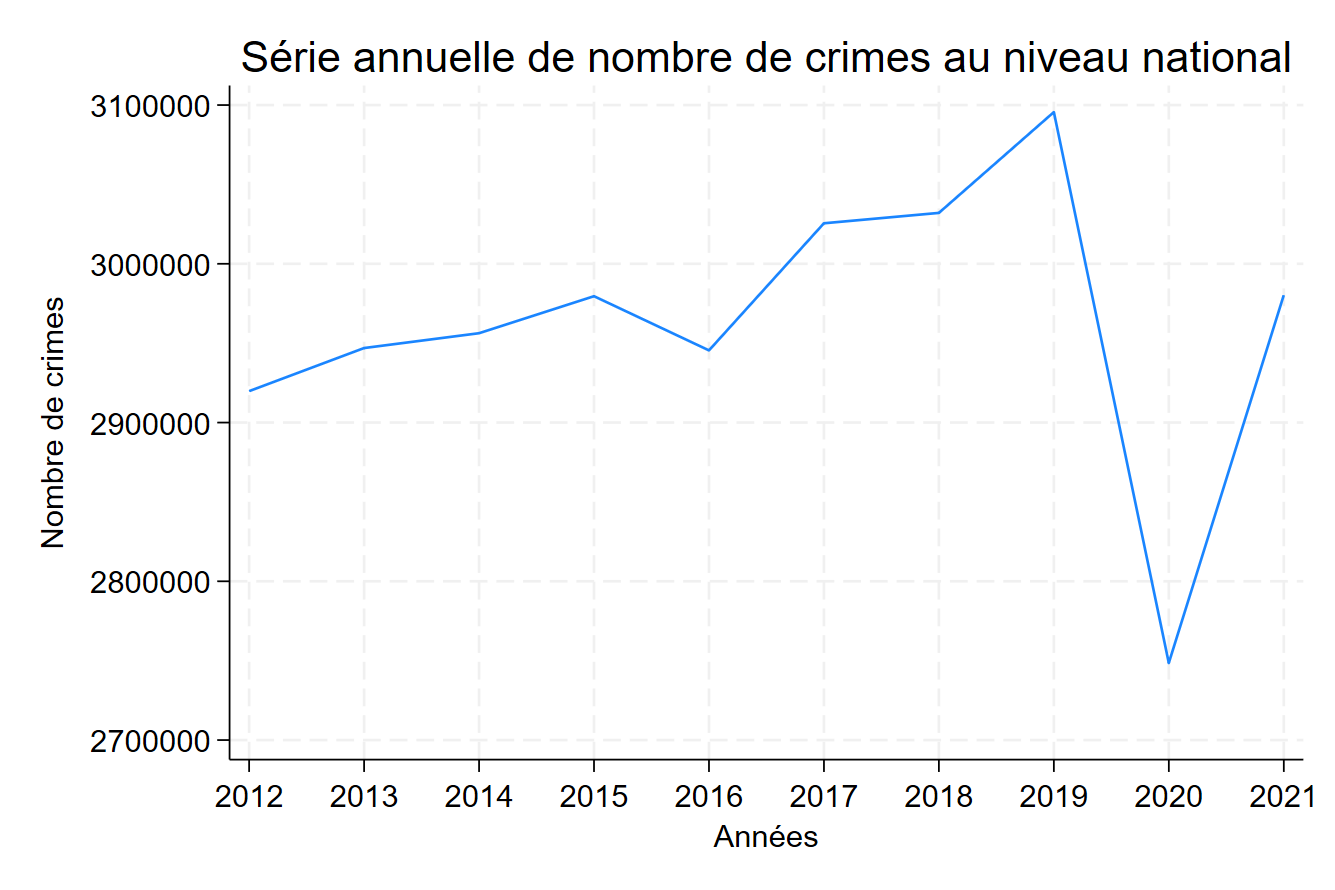 Série annuelle de nombre de crimes au niveau national
3100000
3000000
2900000
2800000
2700000
Nombre de crimes
2012 2013 2014 2015 2016 2017 2018 2019 2020 2021
Années